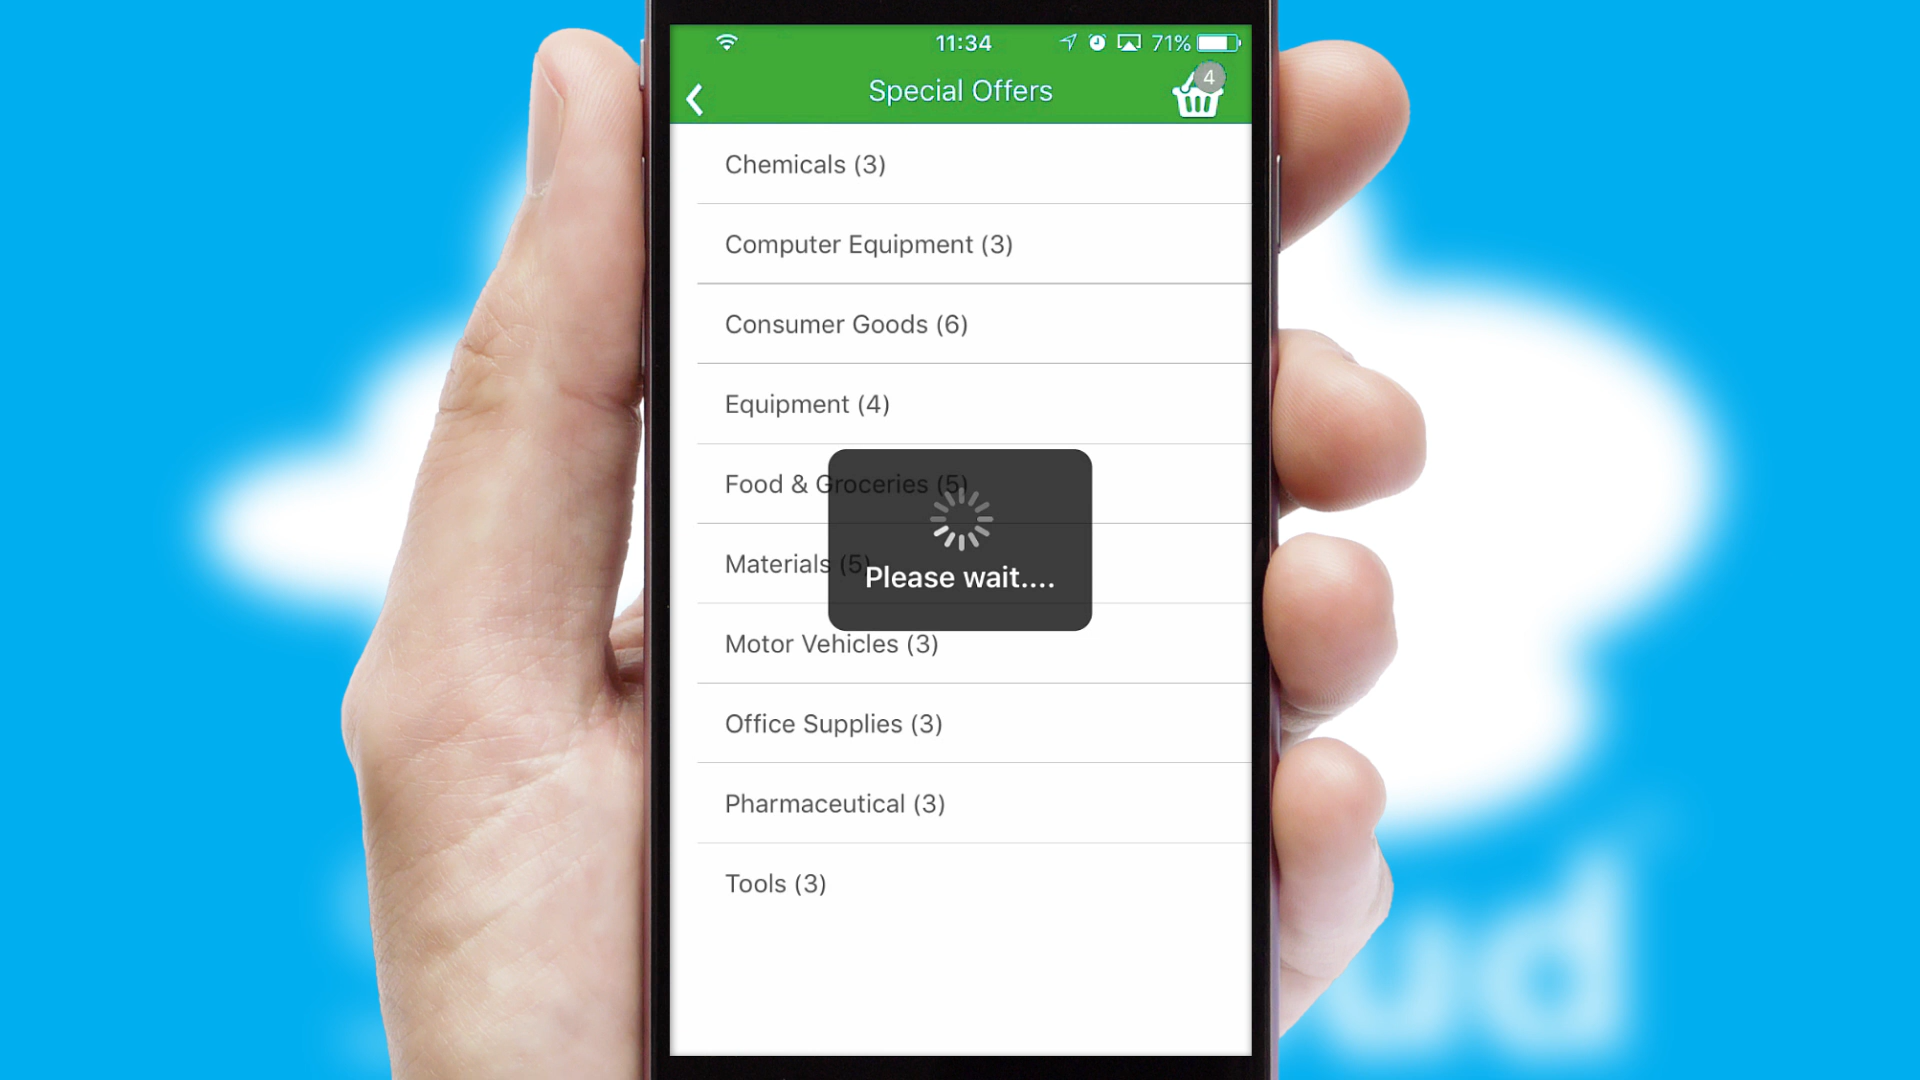 11:34
71%
Special Offers
4
Chemicals (3)
Computer Equipment (3)
Consumer Goods (6)
Equipment (4)
Food & Groceries (5)
Materials (5)
Please wait....
Motor Vehicles (3)
Office Supplies (3)
Pharmaceutical (3)
Tools (3)